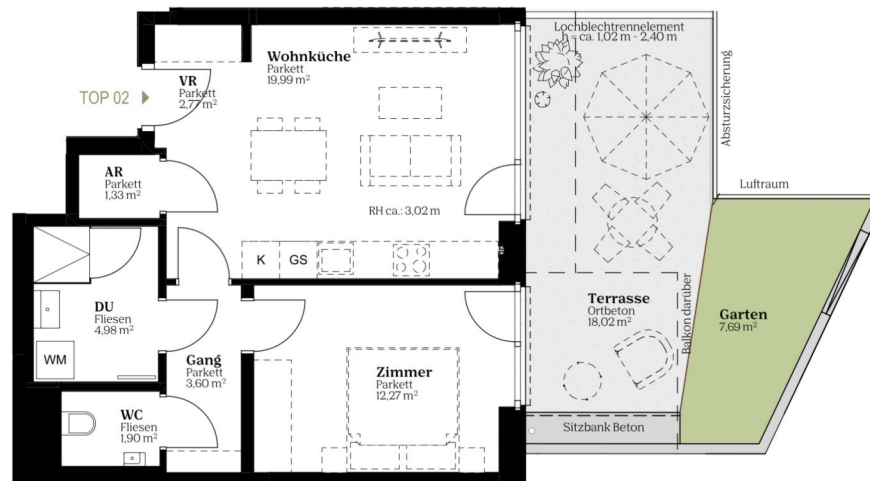 TOP 02
VR
Parkett
2,77 m²
Wohnküche
Parkett
19,99 m²
AR
Parkett
1,33 m²
RH ca.: 3,02 m
K
GS
DU
Fliesen
4,98 m²
WM
Gang
Parkett
3,60 m²
WC
Fliesen
1,90 m²
Zimmer
Parkett
12,27 m²
Lochblechtrennelement
h = ca. 1,02 m - 2,40 m
Absturzsicherung
Luftraum
Terrasse
Ortbeton
18,02 m²
Balkon darüber
Garten
7,69 m²
Sitzbank Beton